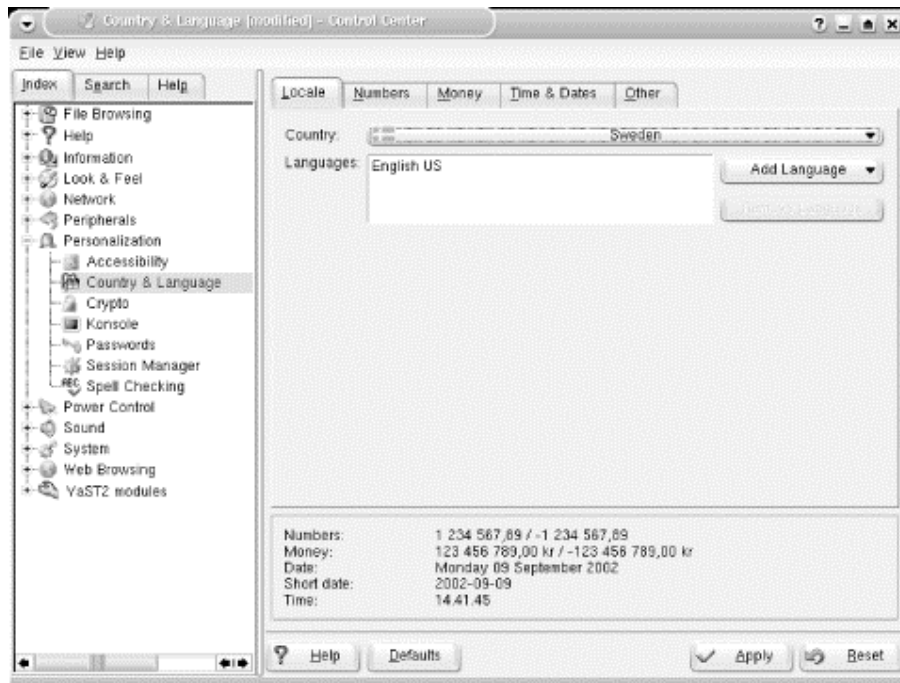 Country & Language [modified] - Control Center
File View Help
Index Search Help
File Browsing
Help
Information
Look & Feel
Network
Peripherals
Personalization
Accessibility
Country & Language
Crypto
Konsole
Passwords
Session Manager
Spell Checking
Power Control
Sound
System
Web Browsing
YaST2 modules
Locale Numbers Money Time & Dates Other
Country: Sweden
Languages: English US
Add Language
Numbers: 1 234 567,89 / -1 234 567,89
Money: 123 456 789,00 kr / -123 456 789,00 kr
Date: Monday 09 September 2002
Short date: 2002-09-09
Time: 14.41.45
Help Defaults Apply Reset